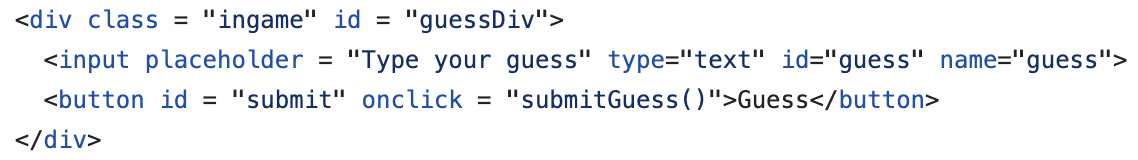 <div class = "ingame" id = "guessDiv">
  <input placeholder = "Type your guess" type="text" id="guess" name="guess">
  <button id = "submit" onclick = "submitGuess()">Guess</button>
</div>